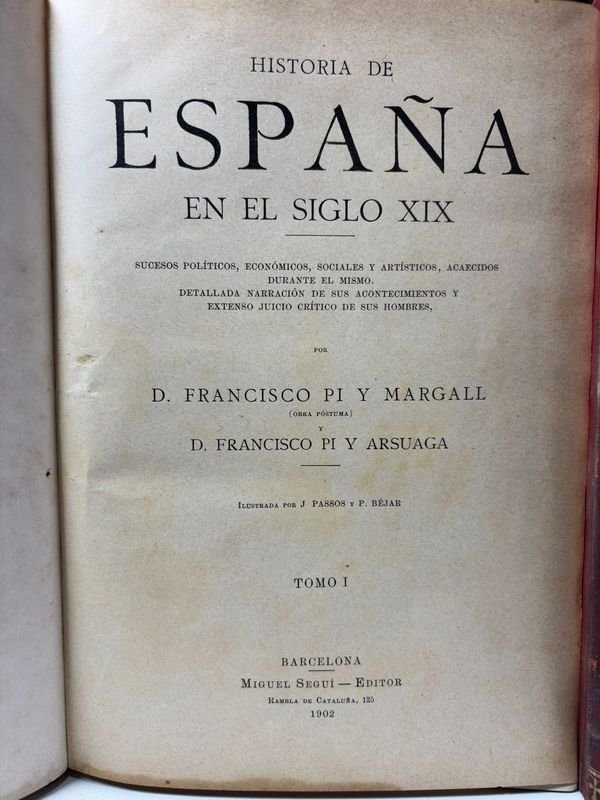 HISTORIA DE
ESPAÑA
EN EL SIGLO XIX
SUCESOS POLÍTICOS, ECONÓMICOS, SOCIALES Y ARTÍSTICOS, ACAECIDOS
DURANTE EL MISMO.
DETALLADA NARRACIÓN DE SUS ACONTECIMIENTOS Y
EXTENSO JUICIO CRÍTICO DE SUS HOMBRES,
POR
D. FRANCISCO PI Y MARGALL
(OBRA PÓSTUMA)
Y
D. FRANCISCO PI Y ARSUAGA
ILUSTRADA POR J PASSOS Y P. BÉJAR
TOMO I
BARCELONA
MIGUEL SEGUÍ — EDITOR
RAMBLA DE CATALUÑA, 125
1902